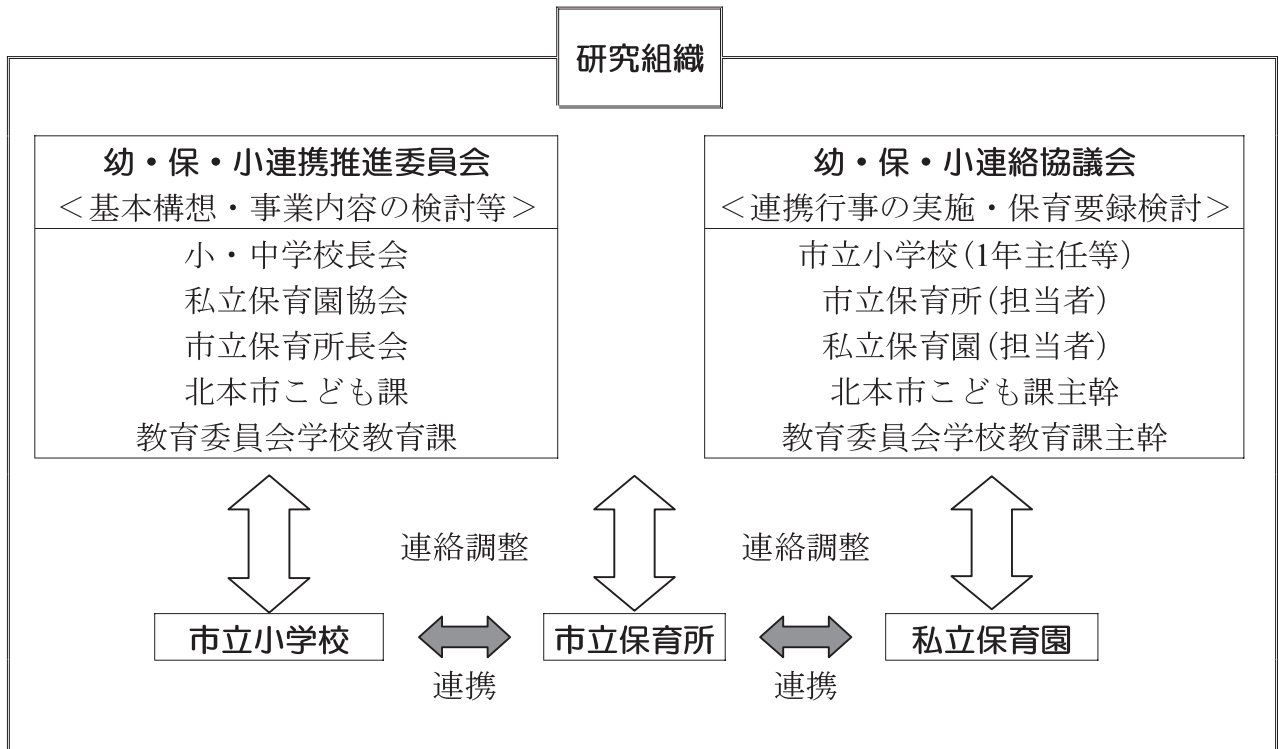 研究組織
幼・保・小連携推進委員会
＜基本構想・事業内容の検討等＞
小・中学校長会
私立保育園協会
市立保育所長会
北本市こども課
教育委員会学校教育課
幼・保・小連絡協議会
＜連携行事の実施・保育要録検討＞
市立小学校（1年主任等）
市立保育所（担当者）
私立保育園（担当者）
北本市こども課主幹
教育委員会学校教育課主幹
連絡調整
連絡調整
市立小学校
市立保育所
私立保育園
連携
連携